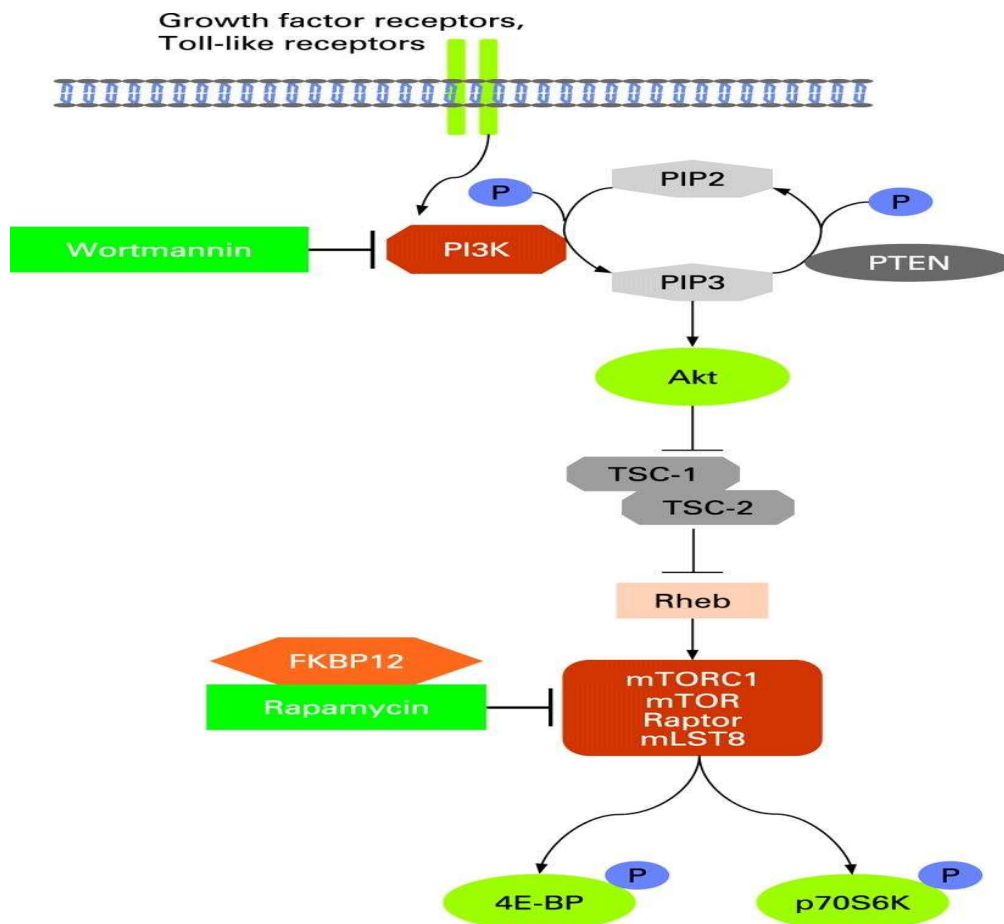 Growth factor receptors,
Toll-like receptors
P
PIP2
P
Wortmannin
PI3K
PTEN
PIP3
Akt
TSC-1
TSC-2
Rheb
FKBP12
Rapamycin
mTORC1
mTOR
Raptor
mLST8
4E-BP
P
p70S6K
P